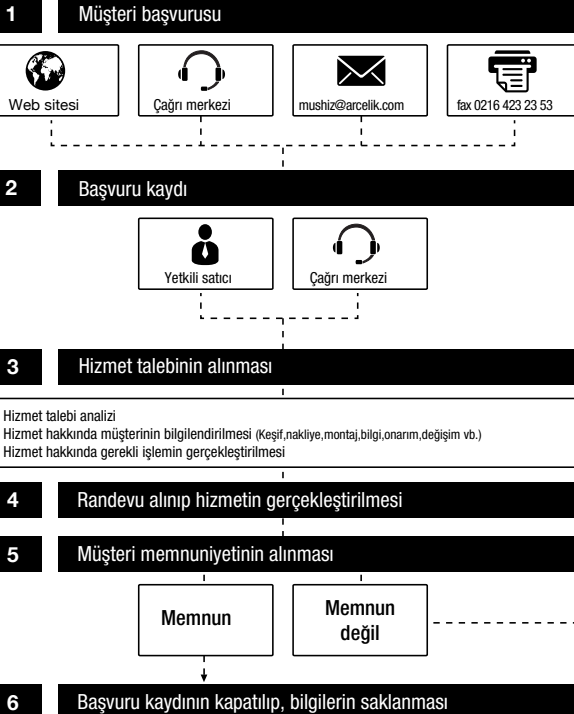 1 Müşteri başvurusu
Web sitesi
Çağrı merkezi
mushiz@arcelik.com
fax 0216 423 23 53
2 Başvuru kaydı
Yetkili satıcı
Çağrı merkezi
3 Hizmet talebinin alınması
Hizmet talebi analizi
Hizmet hakkında müşterinin bilgilendirilmesi (Keşif,nakliye,montaj,bilgi,onarım,değişim vb.)
Hizmet hakkında gerekli işlemin gerçekleştirilmesi
4 Randevu alınıp hizmetin gerçekleştirilmesi
5 Müşteri memnuniyetinin alınması
Memnun
Memnun
değil
6 Başvuru kaydının kapatılıp, bilgilerin saklanması